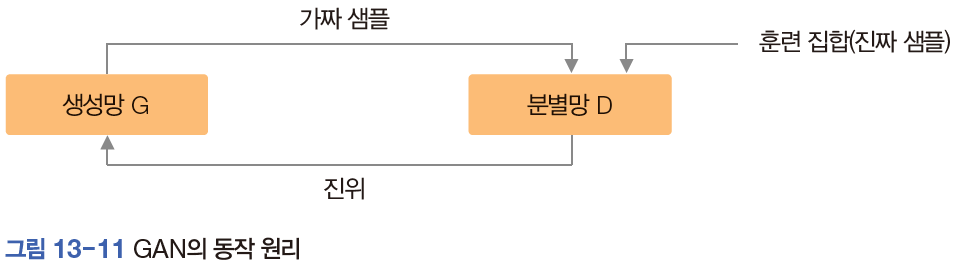 가짜 샘플
훈련 집합(진짜 샘플)
생성망 G
분별망 D
진위
그림 13-11 GAN의 동작 원리